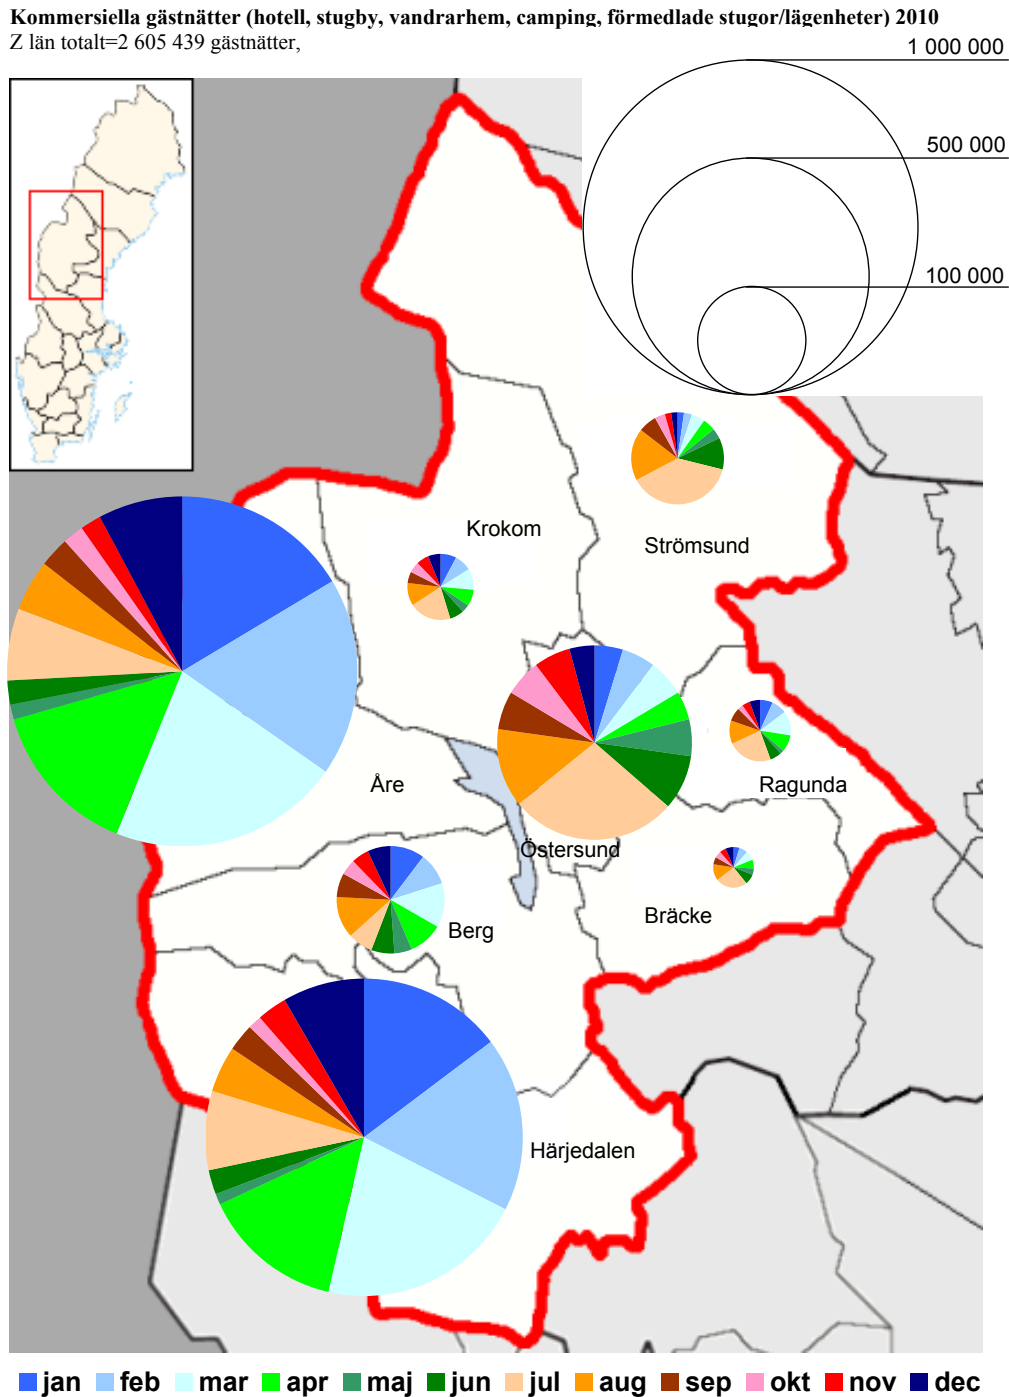 Kommersiella gästnätter (hotell, stugby, vandrarhem, camping, förmedlade stugor/lägenheter) 2010
Z län totalt=2 605 439 gästnätter,
1 000 000
500 000
100 000
Krokom
Strömsund
Åre
Ragunda
Östersund
Bräcke
Berg
Härjedalen
jan feb mar apr maj jun jul aug sep okt nov dec